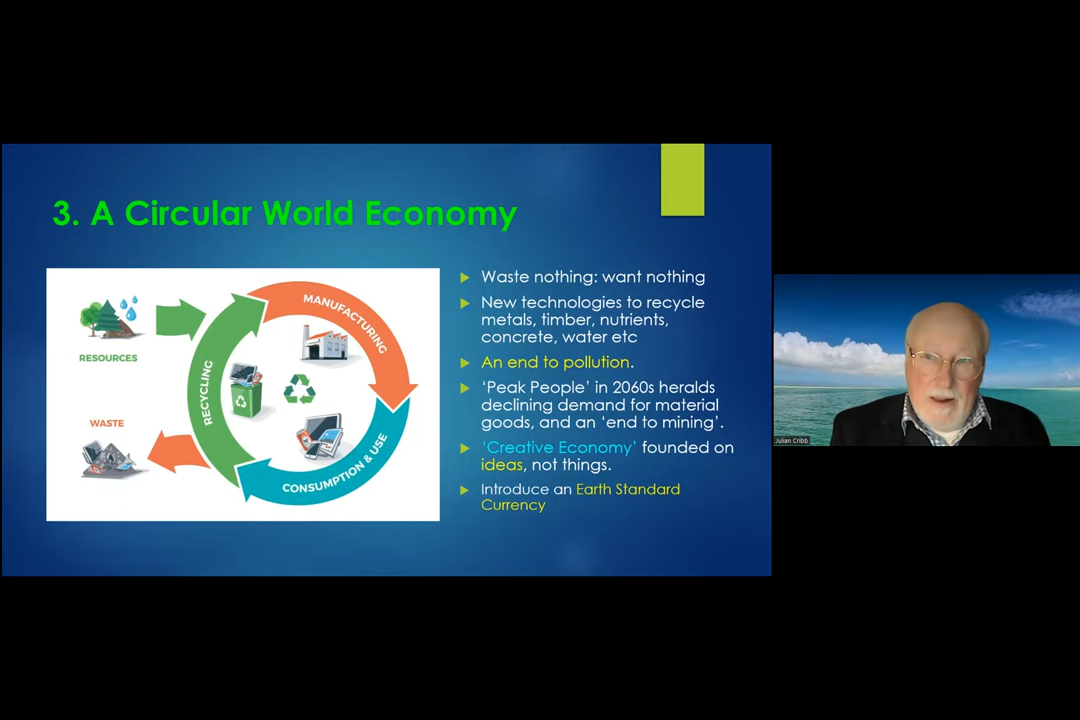 3. A Circular World Economy
RESOURCES
WASTE
RECYCLING
MANUFACTURING
CONSUMPTION & USE
Waste nothing: want nothing
New technologies to recycle
metals, timber, nutrients,
concrete, water etc
An end to pollution.
‘Peak People’ in 2060s heralds
declining demand for material
goods, and an ‘end to mining’.
‘Creative Economy’ founded on
ideas, not things.
Introduce an Earth Standard
Currency
Julian Cribb